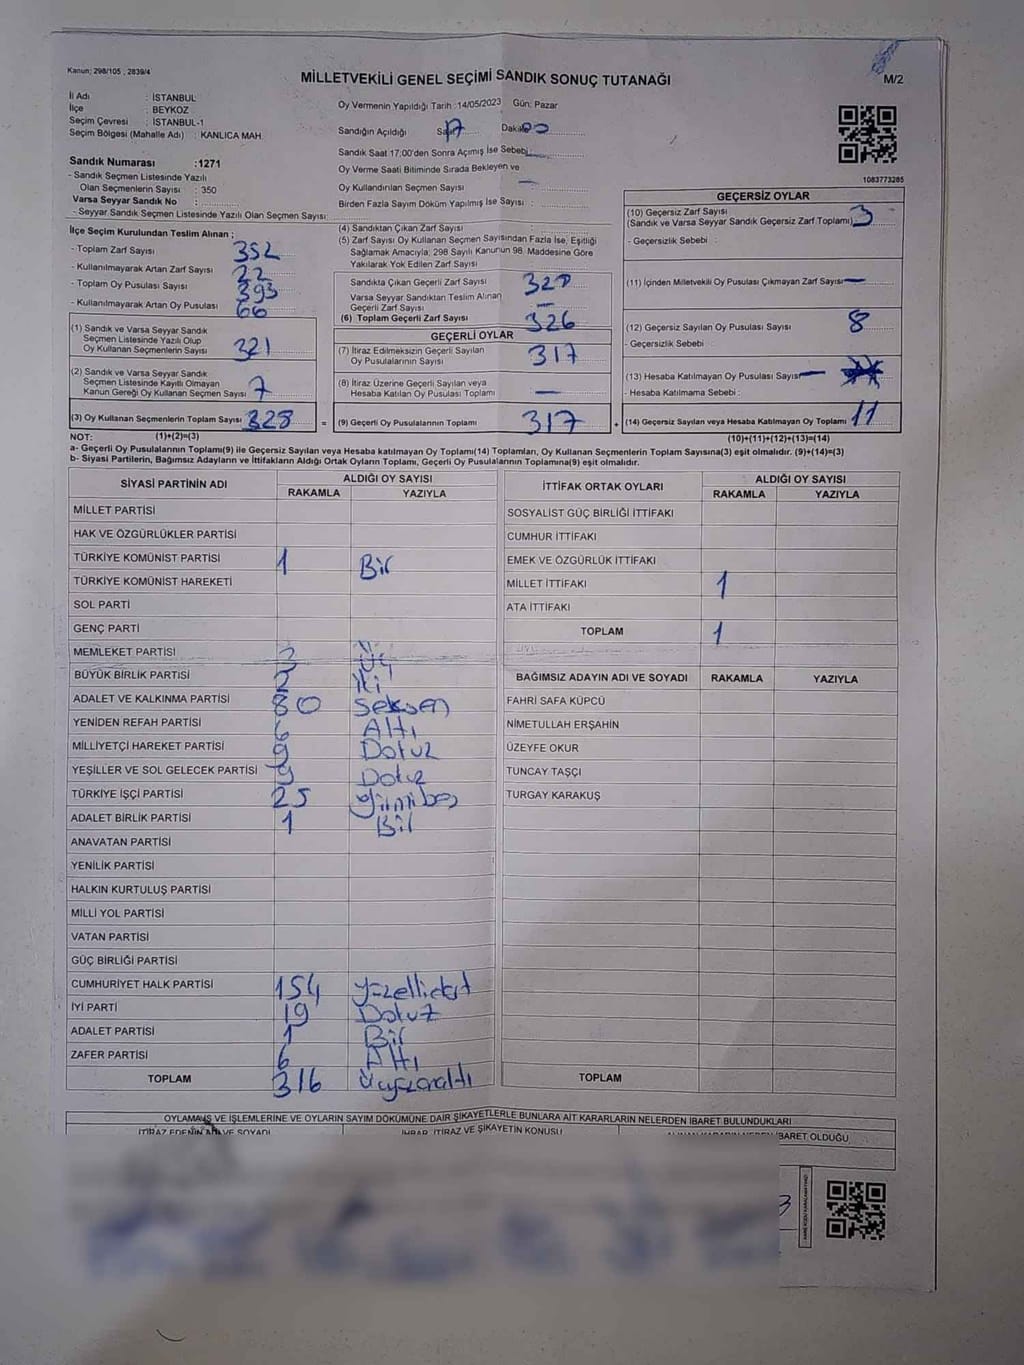 Kanun; 298/105 , 2839/4
MİLLETVEKİLİ GENEL SEÇİMİ SANDIK SONUÇ TUTANAĞI
M/2
İl Adı : İSTANBUL
İlçe : BEYKOZ
Seçim Çevresi : İSTANBUL-1
Seçim Bölgesi (Mahalle Adı) : KANLICA MAH.
Sandık Numarası :1271
- Sandık Seçmen Listesinde Yazılı
Olan Seçmenlerin Sayısı : 350
Varsa Seyyar Sandık No :
- Seyyar Sandık Seçmen Listesinde Yazılı Olan Seçmen Sayısı:
Oy Vermenin Yapıldığı Tarih :14/05/2023 Gün: Pazar
Sandığın Açıldığı Saat 17 Dakika 00
Sandık Saat 17:00'den Sonra Açımış İse Sebebi: —
Oy Verme Saati Bitiminde Sırada Bekleyen ve
Oy Kullandırılan Seçmen Sayısı : —
Birden Fazla Sayım Döküm Yapılmış İse Sayısı :
1083773285
İlçe Seçim Kurulundan Teslim Alınan ;
- Toplam Zarf Sayısı 352
- Kullanılmayarak Artan Zarf Sayısı 22
- Toplam Oy Pusulası Sayısı 393
- Kullanılmayarak Artan Oy Pusulası 66
(1) Sandık ve Varsa Seyyar Sandık
Seçmen Listesinde Yazılı Olup
Oy Kullanan Seçmenlerin Sayısı 321
(2) Sandık ve Varsa Seyyar Sandık
Seçmen Listesinde Kayıtlı Olmayan
Kanun Gereği Oy Kullanan Seçmen Sayısı 7
(3) Oy Kullanan Seçmenlerin Toplam Sayısı 328
(4) Sandıktan Çıkan Zarf Sayısı :
(5) Zarf Sayısı Oy Kullanan Seçmen Sayısından Fazla İse, Eşitliği
Sağlamak Amacıyla; 298 Sayılı Kanunun 98. Maddesine Göre
Yakılarak Yok Edilen Zarf Sayısı
Sandıkta Çıkan Geçerli Zarf Sayısı
Varsa Seyyar Sandıktan Teslim Alınan
Geçerli Zarf Sayısı : —
(6) Toplam Geçerli Zarf Sayısı 326
GEÇERLİ OYLAR
(7) İtiraz Edilmeksizin Geçerli Sayılan
Oy Pusulalarının Sayısı 317
(8) İtiraz Üzerine Geçerli Sayılan veya
Hesaba Katılan Oy Pusulası Toplamı —
= (9) Geçerli Oy Pusulalarının Toplamı 317 +
GEÇERSİZ OYLAR
(10) Geçersiz Zarf Sayısı
(Sandık ve Varsa Seyyar Sandık Geçersiz Zarf Toplamı) 3
- Geçersizlik Sebebi :
(11) İçinden Milletvekili Oy Pusulası Çıkmayan Zarf Sayısı —
(12) Geçersiz Sayılan Oy Pusulası Sayısı 8
- Geçersizlik Sebebi :
(13) Hesaba Katılmayan Oy Pusulası Sayısı —
- Hesaba Katılmama Sebebi :
(14) Geçersiz Sayılan veya Hesaba Katılmayan Oy Toplamı 11
NOT: (1)+(2)=(3)
(10)+(11)+(12)+(13)=(14)
a- Geçerli Oy Pusulalarının Toplamı(9) ile Geçersiz Sayılan veya Hesaba katılmayan Oy Toplamı(14) Toplamları, Oy Kullanan Seçmenlerin Toplam Sayısına(3) eşit olmalıdır. (9)+(14)=(3)
b- Siyasi Partilerin, Bağımsız Adayların ve İttifakların Aldığı Ortak Oyların Toplamı, Geçerli Oy Pusulalarının Toplamına(9) eşit olmalıdır.
SİYASİ PARTİNİN ADI ALDIĞI OY SAYISI
RAKAMLA YAZIYLA
MİLLET PARTİSİ
HAK VE ÖZGÜRLÜKLER PARTİSİ
TÜRKİYE KOMÜNİST PARTİSİ 1 Bir
TÜRKİYE KOMÜNİST HAREKETİ
SOL PARTİ
GENÇ PARTİ
MEMLEKET PARTİSİ 3 Üç
BÜYÜK BİRLİK PARTİSİ 2 İki
ADALET VE KALKINMA PARTİSİ 80 Seksen
YENİDEN REFAH PARTİSİ 6 Altı
MİLLİYETÇİ HAREKET PARTİSİ 9 Dokuz
YEŞİLLER VE SOL GELECEK PARTİSİ 9 Dokuz
TÜRKİYE İŞÇİ PARTİSİ 25 Yirmibeş
ADALET BİRLİK PARTİSİ 1 Bir
ANAVATAN PARTİSİ
YENİLİK PARTİSİ
HALKIN KURTULUŞ PARTİSİ
MİLLİ YOL PARTİSİ
VATAN PARTİSİ
GÜÇ BİRLİĞİ PARTİSİ
CUMHURİYET HALK PARTİSİ 154 yüzellidört
İYİ PARTİ 19 Dokuz
ADALET PARTİSİ 1 Bir
ZAFER PARTİSİ 6 Altı
TOPLAM 316 Üçyüzonaltı
İTTİFAK ORTAK OYLARI ALDIĞI OY SAYISI
RAKAMLA YAZIYLA
SOSYALİST GÜÇ BİRLİĞİ İTTİFAKI
CUMHUR İTTİFAKI
EMEK VE ÖZGÜRLÜK İTTİFAKI
MİLLET İTTİFAKI 1
ATA İTTİFAKI
TOPLAM 1
BAĞIMSIZ ADAYIN ADI VE SOYADI RAKAMLA YAZIYLA
FAHRİ SAFA KÜPCÜ
NİMETULLAH ERŞAHİN
ÜZEYFE OKUR
TUNCAY TAŞÇI
TURGAY KARAKUŞ
TOPLAM
OYLAMA İŞ VE İŞLEMLERİNE VE OYLARIN SAYIM DÖKÜMÜNE DAİR ŞİKAYETLERLE BUNLARA AİT KARARLARIN NELERDEN İBARET BULUNDUKLARI
İTİRAZ EDENİN ADI VE SOYADI İHBAR, İTİRAZ VE ŞİKAYETİN KONUSU İBARET OLDUĞU